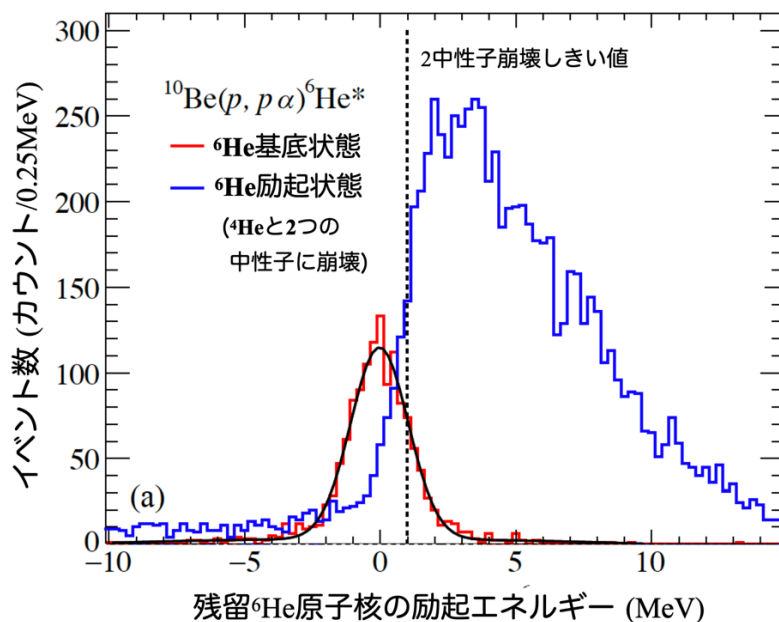 300
250
200
150
100
50
0
イベント数 (カウント/0.25MeV)
2中性子崩壊しきい値
¹⁰Be(p, pα)⁶He*
⁶He基底状態
⁶He励起状態
(⁴Heと2つの
中性子に崩壊)
(a)
−10 −5 0 5 10
残留⁶He原子核の励起エネルギー (MeV)